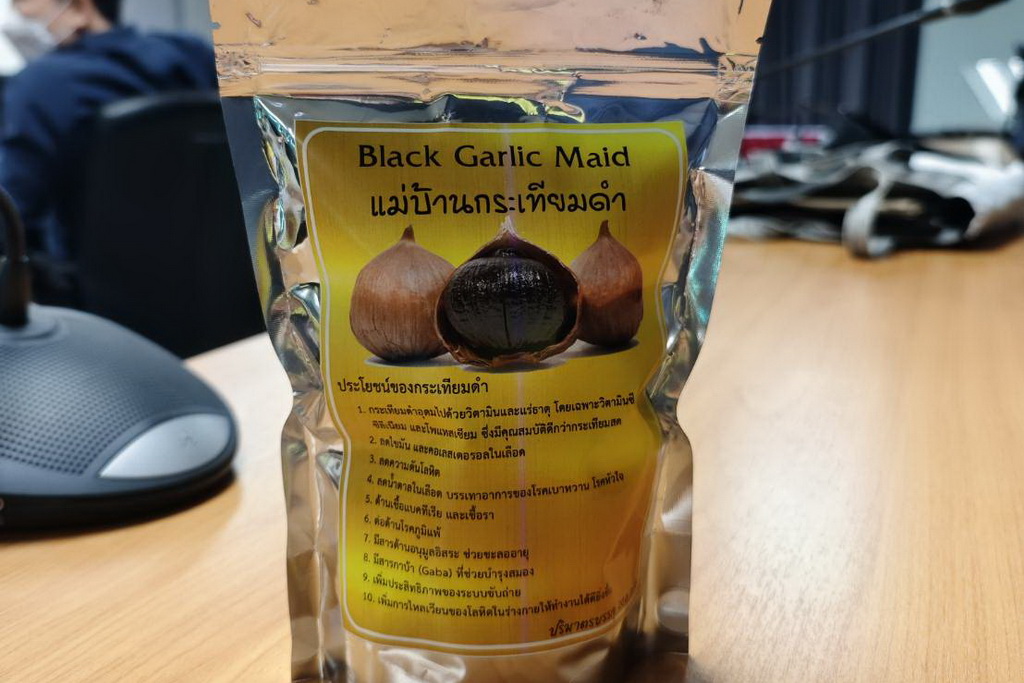 Black Garlic Maid
แม่บ้านกระเทียมดำ
ประโยชน์ของกระเทียมดำ
1. กระเทียมดำอุดมไปด้วยวิตามินและแร่ธาตุ โดยเฉพาะวิตามินซี
ซีลีเนียม และโพแทสเซียม ซึ่งมีคุณสมบัติดีกว่ากระเทียมสด
2. ลดไขมัน และคอเลสเตอรอลในเลือด
3. ลดความดันโลหิต
4. ลดน้ำตาลในเลือด บรรเทาอาการของโรคเบาหวาน โรคหัวใจ
5. ต้านเชื้อแบคทีเรีย และเชื้อรา
6. ต่อต้านโรคภูมิแพ้
7. มีสารต้านอนุมูลอิสระ ช่วยชะลออายุ
8. มีสารกาบ้า (Gaba) ที่ช่วยบำรุงสมอง
9. เพิ่มประสิทธิภาพของระบบขับถ่าย
10. เพิ่มการไหลเวียนของโลหิตในร่างกายให้ทำงานได้ดียิ่งขึ้น